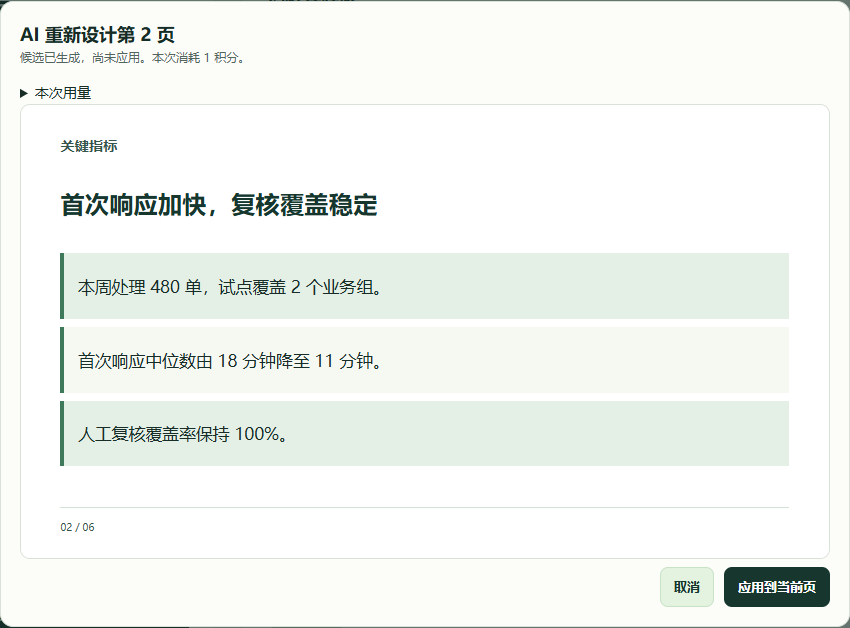 AI 重新设计第 2 页
候选已生成，尚未应用。本次消耗 1 积分。
▶ 本次用量
关键指标
首次响应加快，复核覆盖稳定
本周处理 480 单，试点覆盖 2 个业务组。
首次响应中位数由 18 分钟降至 11 分钟。
人工复核覆盖率保持 100%。
02 / 06
取消
应用到当前页